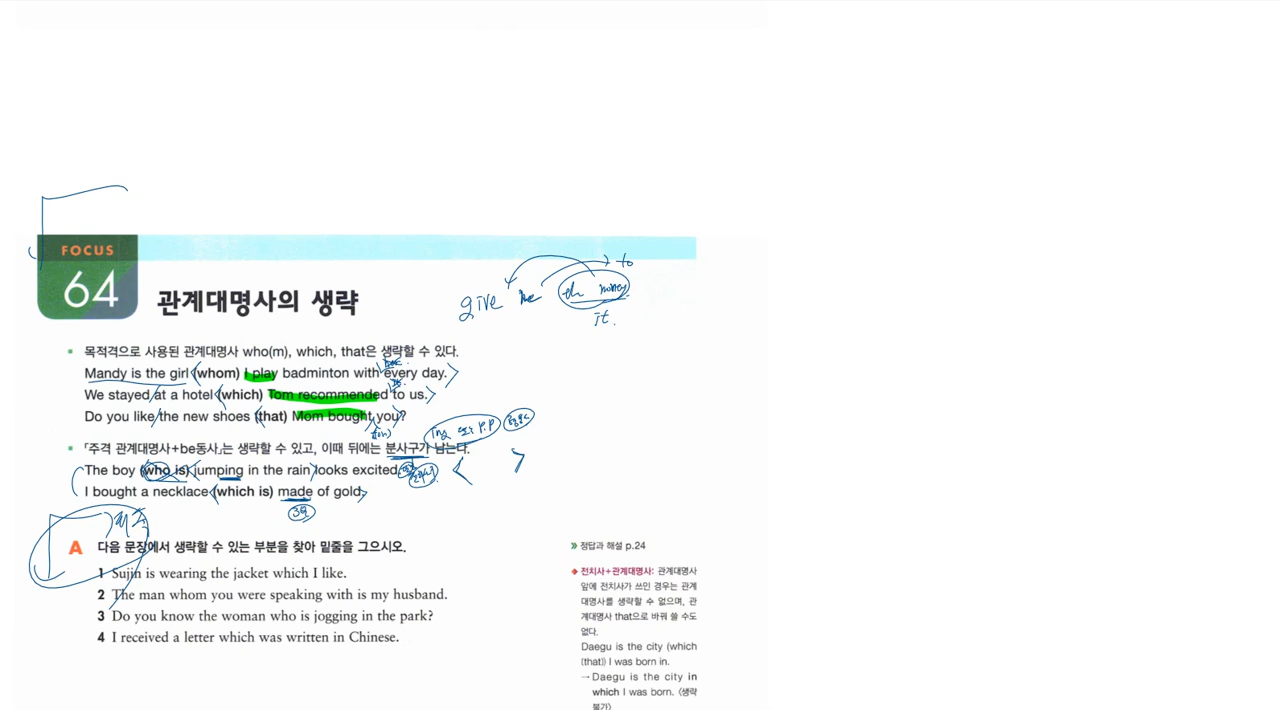 FOCUS
64
관계대명사의 생략
give me the money
to
it.
목적격으로 사용된 관계대명사 who(m), which, that은 생략할 수 있다.
Mandy is the girl (whom) I play badminton with every day.
We stayed at a hotel (which) Tom recommended to us.
Do you like the new shoes (that) Mom bought you?
ing 또는 p.p
「주격 관계대명사+be동사」는 생략할 수 있고, 이때 뒤에는 분사구가 남는다.
The boy (who is) jumping in the rain looks excited.
I bought a necklace (which is) made of gold.
A 다음 문장에서 생략할 수 있는 부분을 찾아 밑줄을 그으시오.
1 Sujin is wearing the jacket which I like.
2 The man whom you were speaking with is my husband.
3 Do you know the woman who is jogging in the park?
4 I received a letter which was written in Chinese.
» 정답과 해설 p.24
전치사+관계대명사: 관계대명사
앞에 전치사가 쓰인 경우는 관계
대명사를 생략할 수 없으며, 관
계대명사 that으로 바꿔 쓸 수도
없다.
Daegu is the city (which
(that)) I was born in.
→ Daegu is the city in
which I was born. 〈생략
불가〉